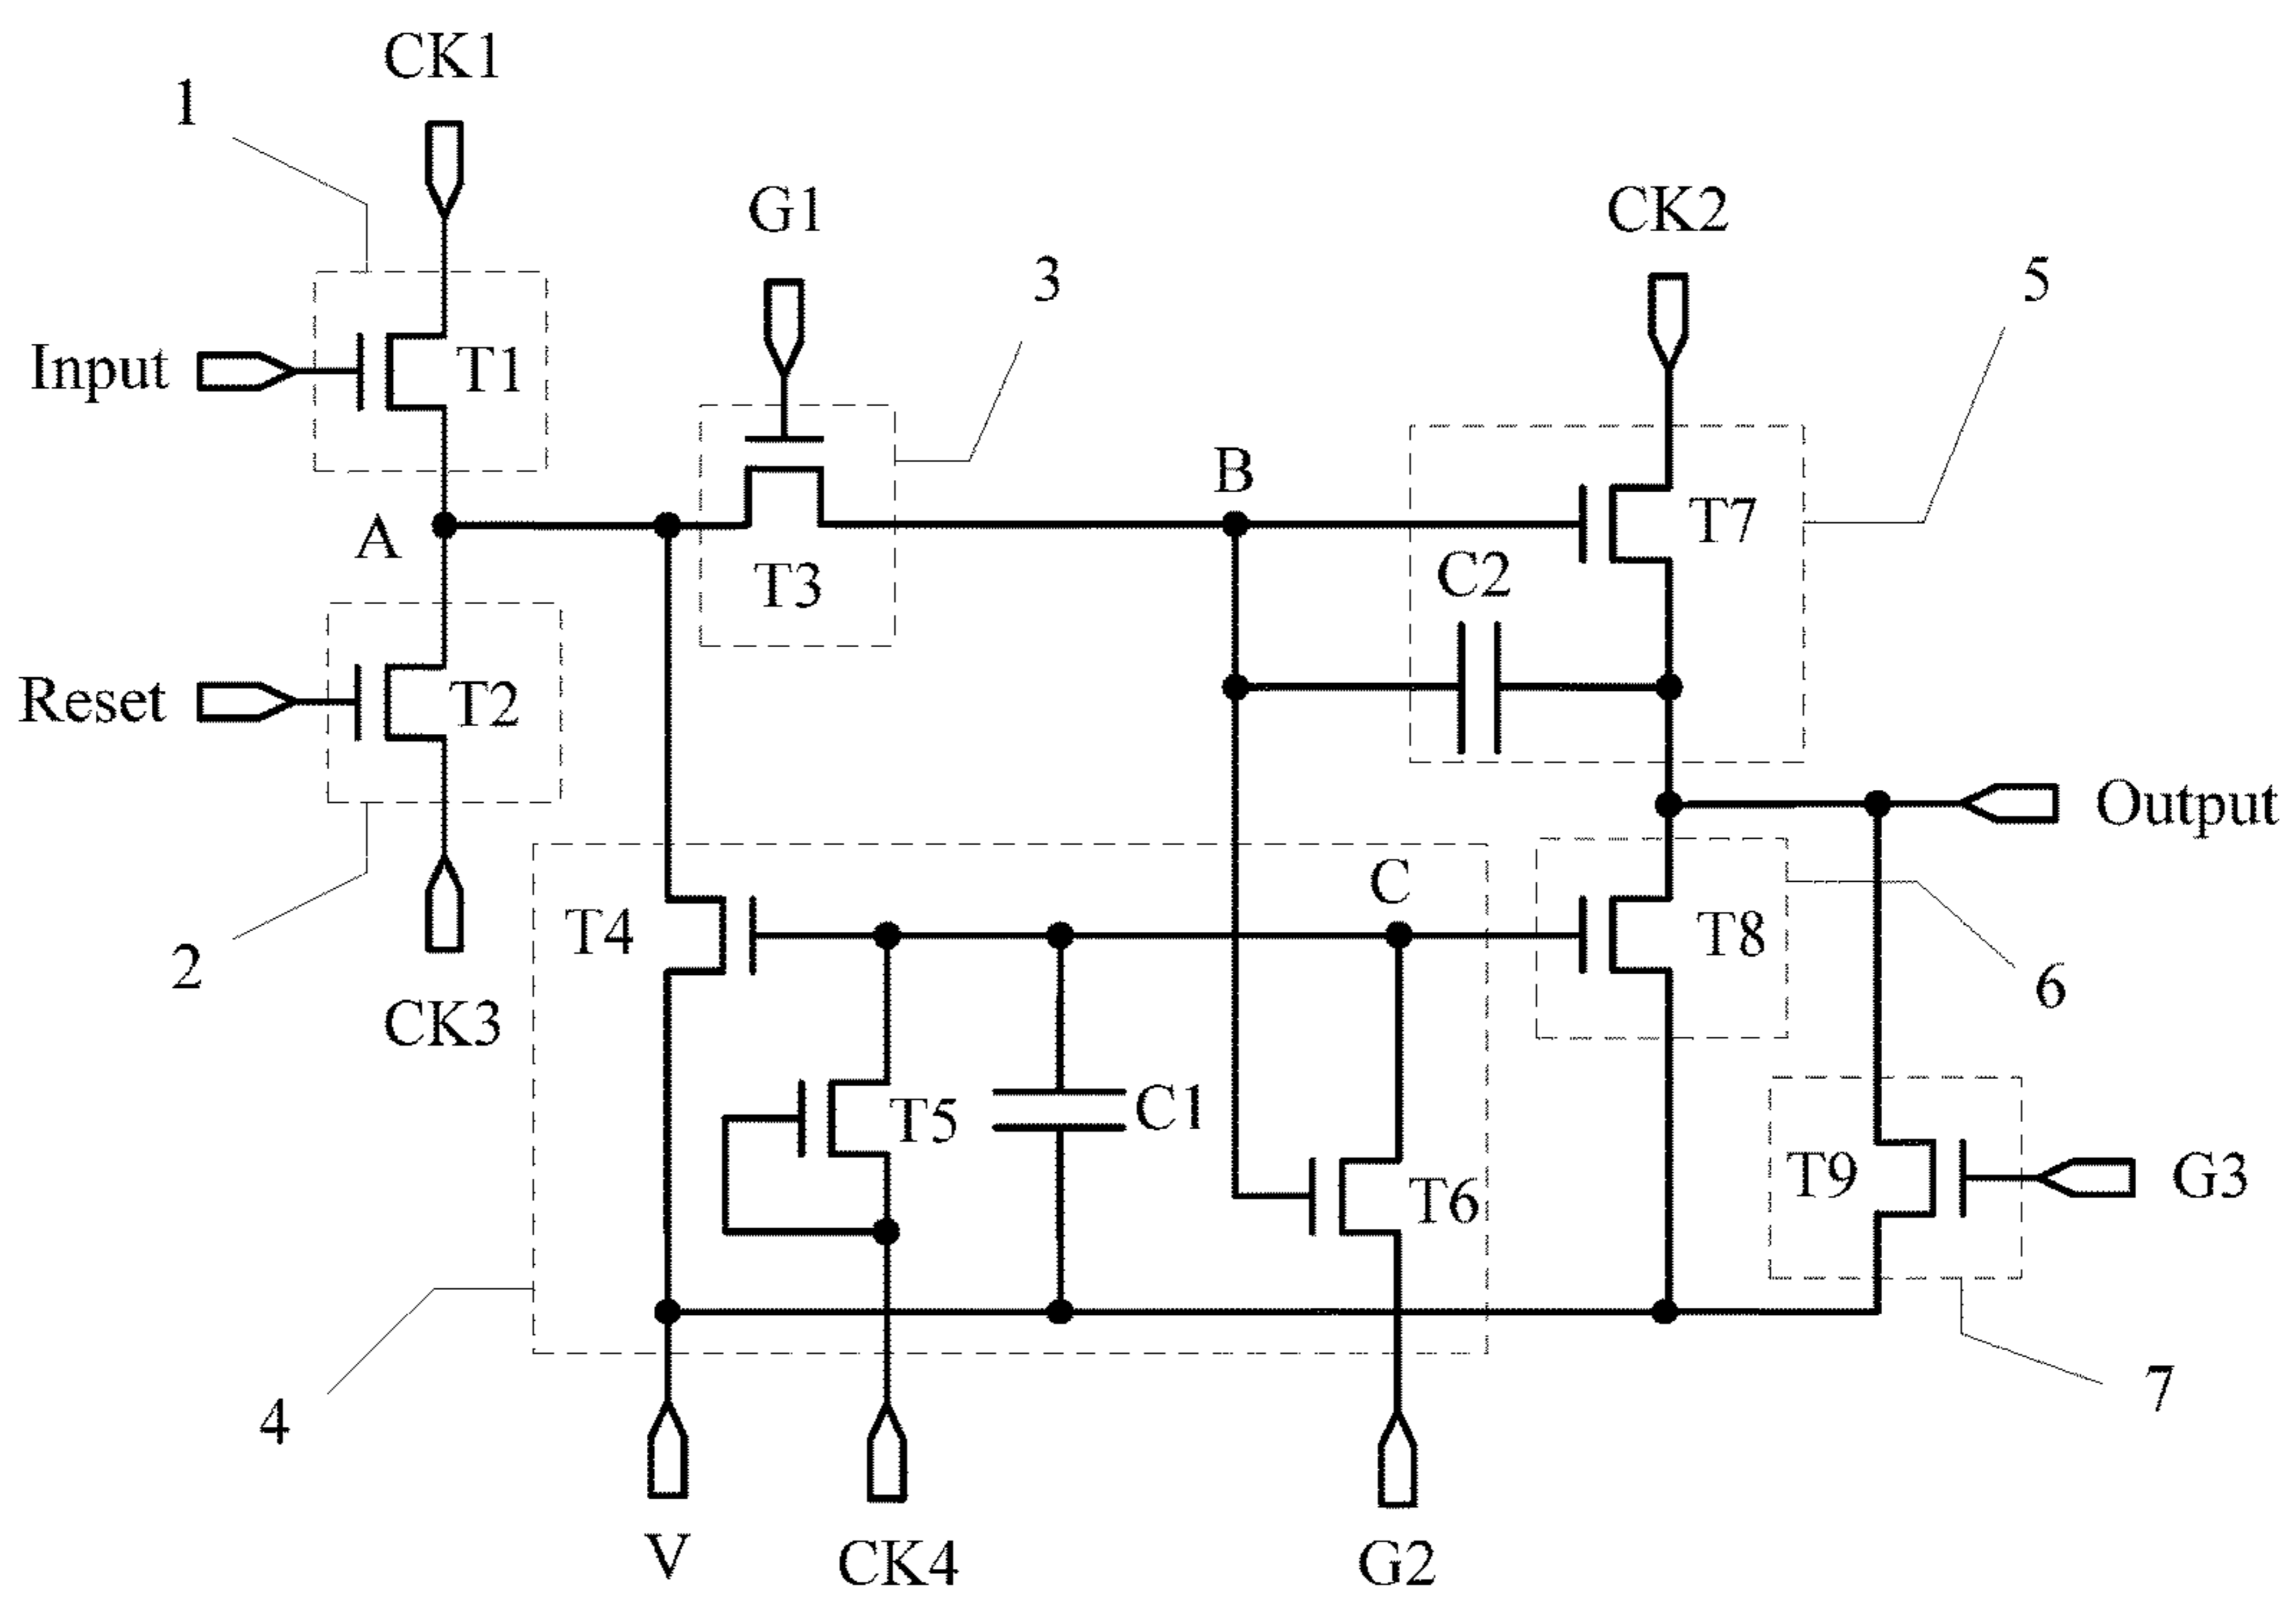 CK1
1
G1
CK2
3
5
Input
T1
B
T7
A
C2
T3
Reset
T2
Output
C
T4
T8
2
6
CK3
T5
C1
T6
T9
G3
4
7
V
CK4
G2